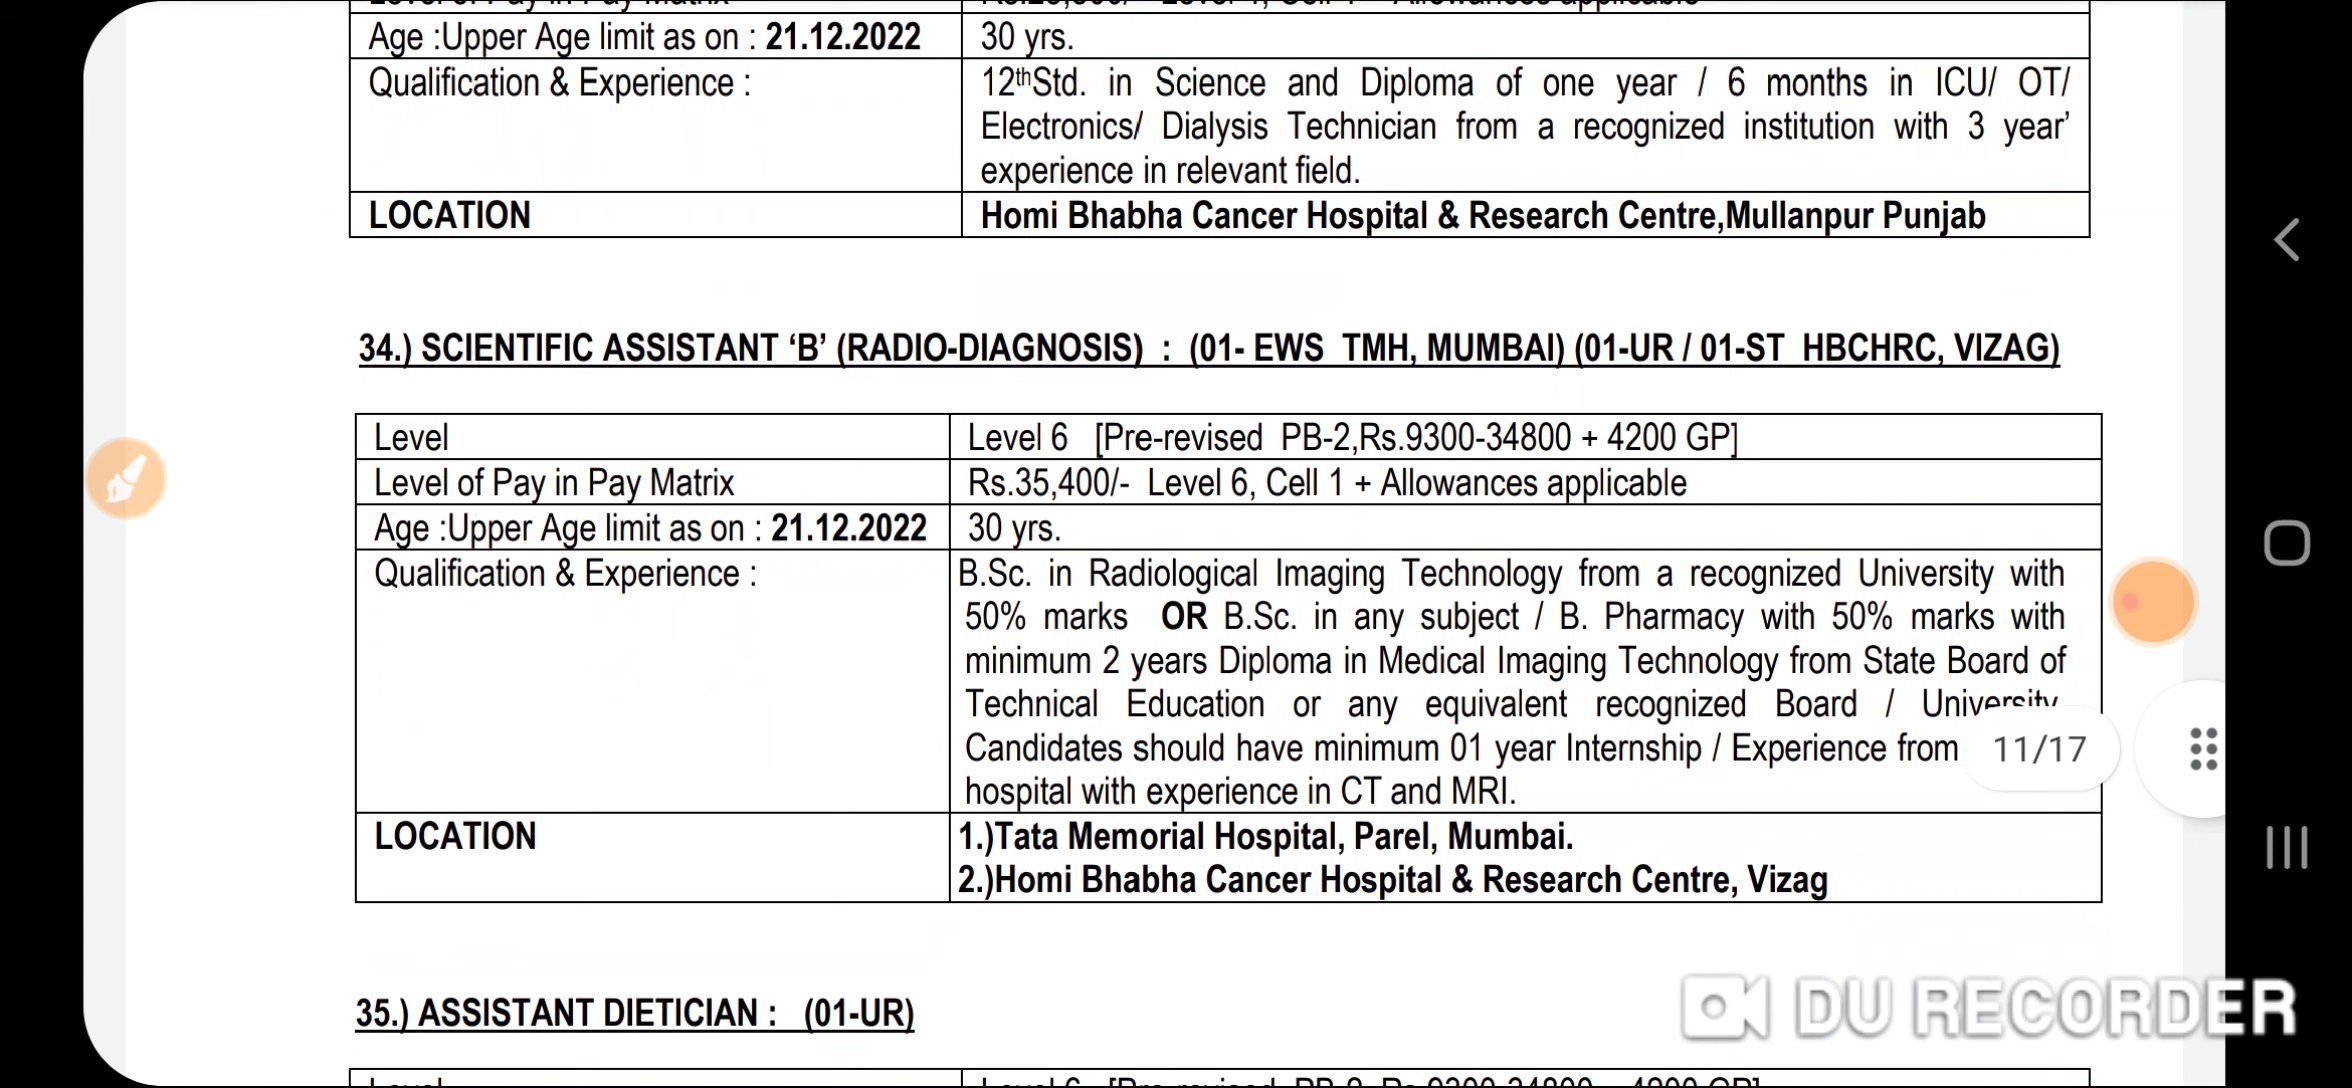 Age :Upper Age limit as on : 21.12.2022 30 yrs.
Qualification & Experience : 12thStd. in Science and Diploma of one year / 6 months in ICU/ OT/
Electronics/ Dialysis Technician from a recognized institution with 3 year’
experience in relevant field.
LOCATION Homi Bhabha Cancer Hospital & Research Centre,Mullanpur Punjab
34.) SCIENTIFIC ASSISTANT ‘B’ (RADIO-DIAGNOSIS) : (01- EWS TMH, MUMBAI) (01-UR / 01-ST HBCHRC, VIZAG)
Level Level 6 [Pre-revised PB-2,Rs.9300-34800 + 4200 GP]
Level of Pay in Pay Matrix Rs.35,400/- Level 6, Cell 1 + Allowances applicable
Age :Upper Age limit as on : 21.12.2022 30 yrs.
Qualification & Experience : B.Sc. in Radiological Imaging Technology from a recognized University with
50% marks OR B.Sc. in any subject / B. Pharmacy with 50% marks with
minimum 2 years Diploma in Medical Imaging Technology from State Board of
Technical Education or any equivalent recognized Board / University
Candidates should have minimum 01 year Internship / Experience from
11/17
hospital with experience in CT and MRI.
LOCATION 1.)Tata Memorial Hospital, Parel, Mumbai.
2.)Homi Bhabha Cancer Hospital & Research Centre, Vizag
35.) ASSISTANT DIETICIAN : (01-UR)
DU RECORDER